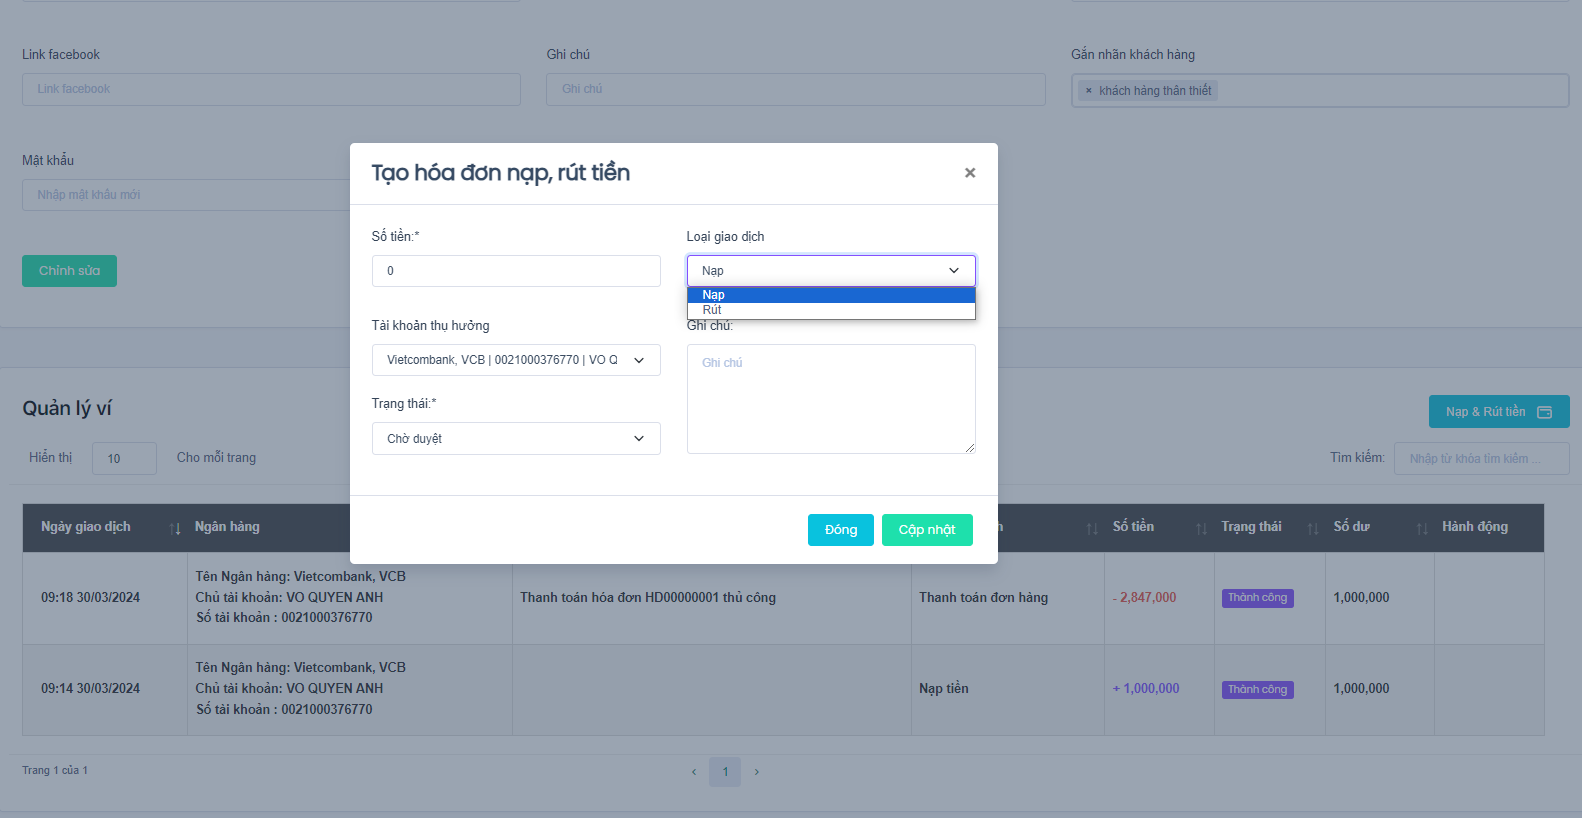 Link facebook
Ghi chú
Gắn nhãn khách hàng
Link facebook
Ghi chú
× khách hàng thân thiết
Mật khẩu
Nhập mật khẩu mới
Chỉnh sửa
Tạo hóa đơn nạp, rút tiền
×
Số tiền:*
Loại giao dịch
0
Nạp
Nạp
Rút
Tài khoản thụ hưởng
Ghi chú:
Vietcombank, VCB | 0021000376770 | VO Q
Ghi chú
Trạng thái:*
Chờ duyệt
Đóng
Cập nhật
Quản lý ví
Nạp & Rút tiền
Hiển thị
10
Cho mỗi trang
Tìm kiếm:
Nhập từ khóa tìm kiếm ...
Ngày giao dịch
Ngân hàng
Số tiền
Trạng thái
Số dư
Hành động
09:18 30/03/2024
Tên Ngân hàng: Vietcombank, VCB
Chủ tài khoản: VO QUYEN ANH
Số tài khoản : 0021000376770
Thanh toán hóa đơn HD00000001 thủ công
Thanh toán đơn hàng
- 2,847,000
Thành công
1,000,000
09:14 30/03/2024
Tên Ngân hàng: Vietcombank, VCB
Chủ tài khoản: VO QUYEN ANH
Số tài khoản : 0021000376770
Nạp tiền
+ 1,000,000
Thành công
1,000,000
Trang 1 của 1
‹
1
›